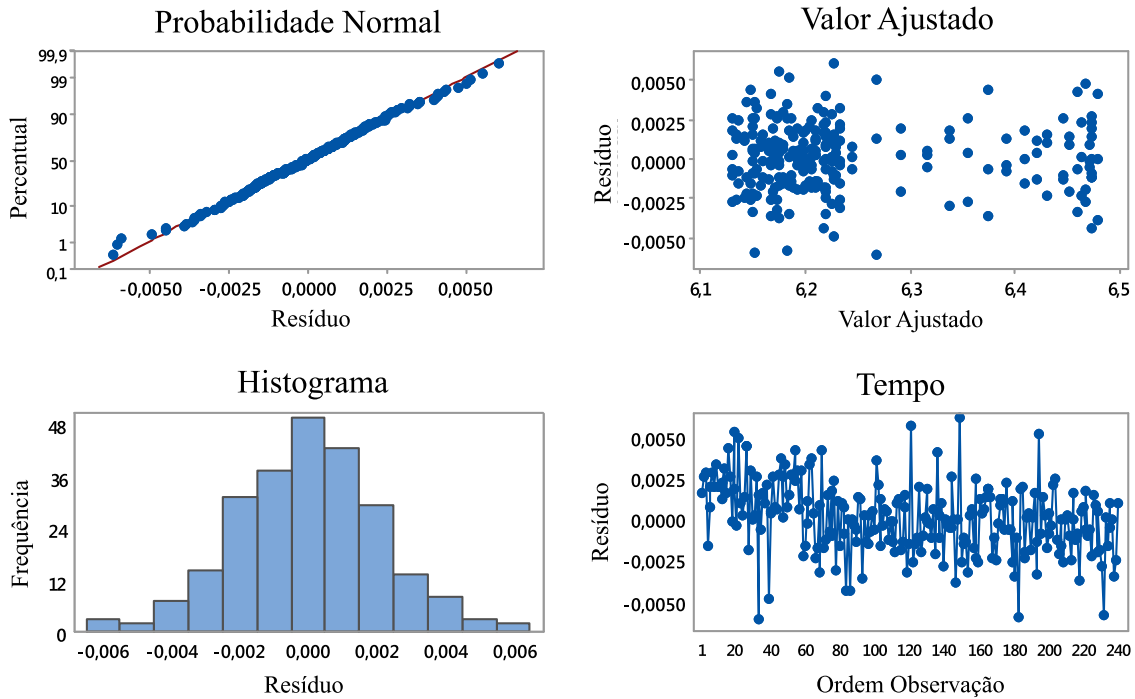 Probabilidade Normal
Percentual
99,9
99
90
50
10
1
0,1
-0,0050 -0,0025 0,0000 0,0025 0,0050
Resíduo
Valor Ajustado
Resíduo
0,0050
0,0025
0,0000
-0,0025
-0,0050
6,1 6,2 6,3 6,4 6,5
Valor Ajustado
Histograma
Frequência
48
36
24
12
0
-0,006 -0,004 -0,002 0,000 0,002 0,004 0,006
Resíduo
Tempo
Resíduo
0,0050
0,0025
0,0000
-0,0025
-0,0050
1 20 40 60 80 100 120 140 160 180 200 220 240
Ordem Observação